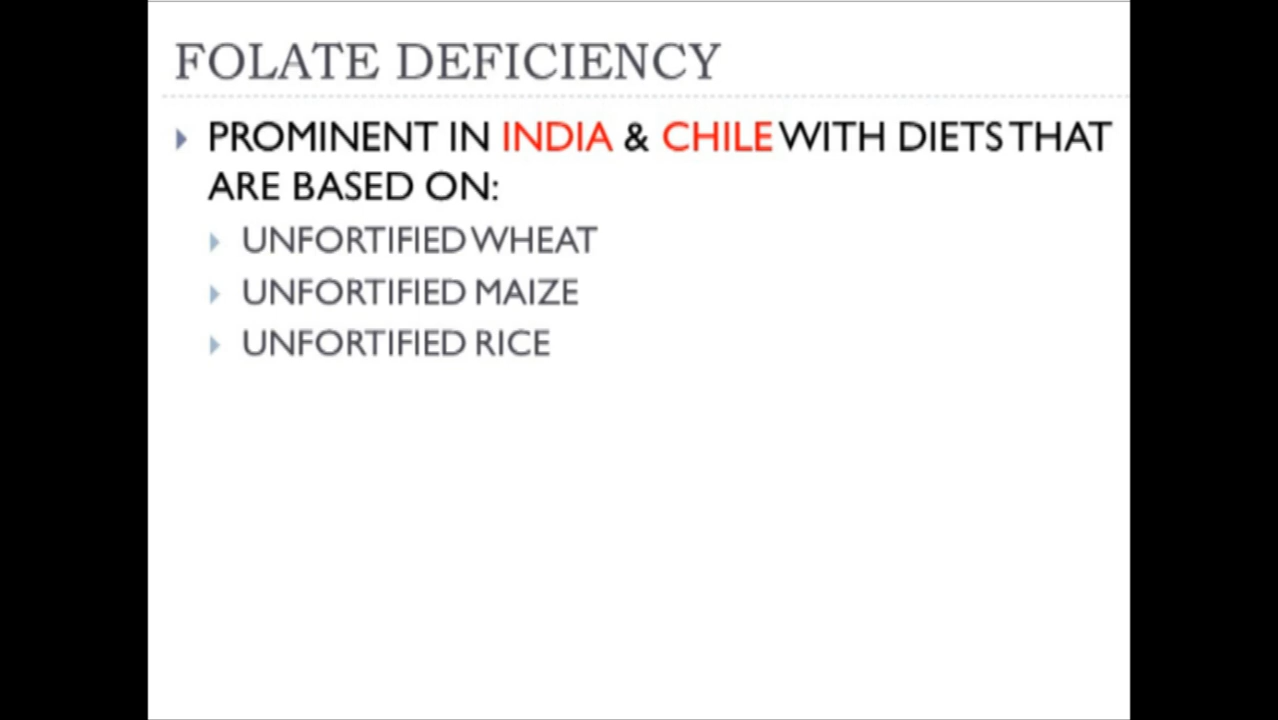 FOLATE DEFICIENCY
PROMINENT IN INDIA & CHILE WITH DIETS THAT
ARE BASED ON:
UNFORTIFIED WHEAT
UNFORTIFIED MAIZE
UNFORTIFIED RICE